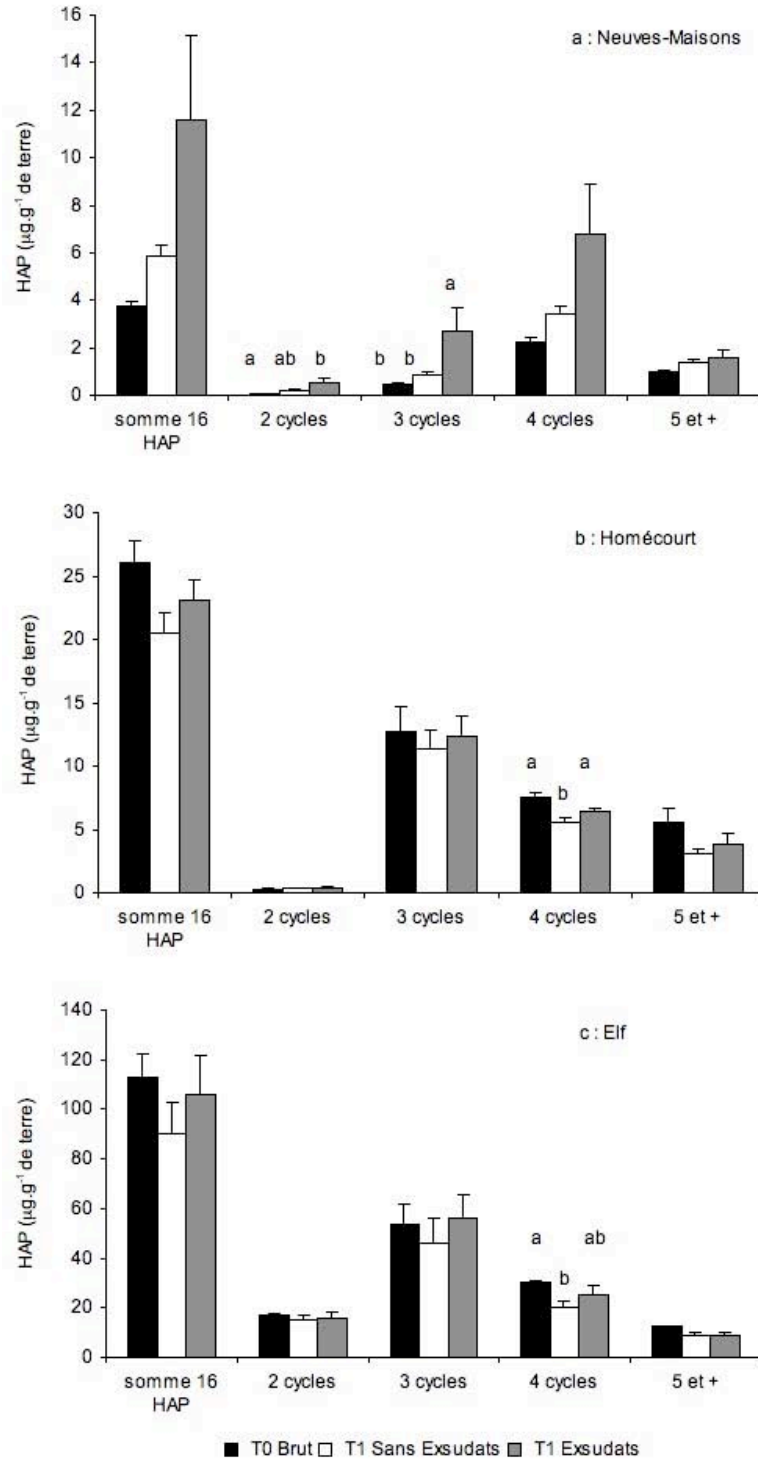 a : Neuves-Maisons
HAP (µg.g⁻¹ de terre)
16
14
12
10
8
6
4
2
0
a ab b
b b a
somme 16 HAP
2 cycles
3 cycles
4 cycles
5 et +
b : Homécourt
HAP (µg.g⁻¹ de terre)
30
25
20
15
10
5
0
a b a
somme 16 HAP
2 cycles
3 cycles
4 cycles
5 et +
c : Elf
HAP (µg.g⁻¹ de terre)
140
120
100
80
60
40
20
0
a b ab
somme 16 HAP
2 cycles
3 cycles
4 cycles
5 et +
T0 Brut T1 Sans Exsudats T1 Exsudats